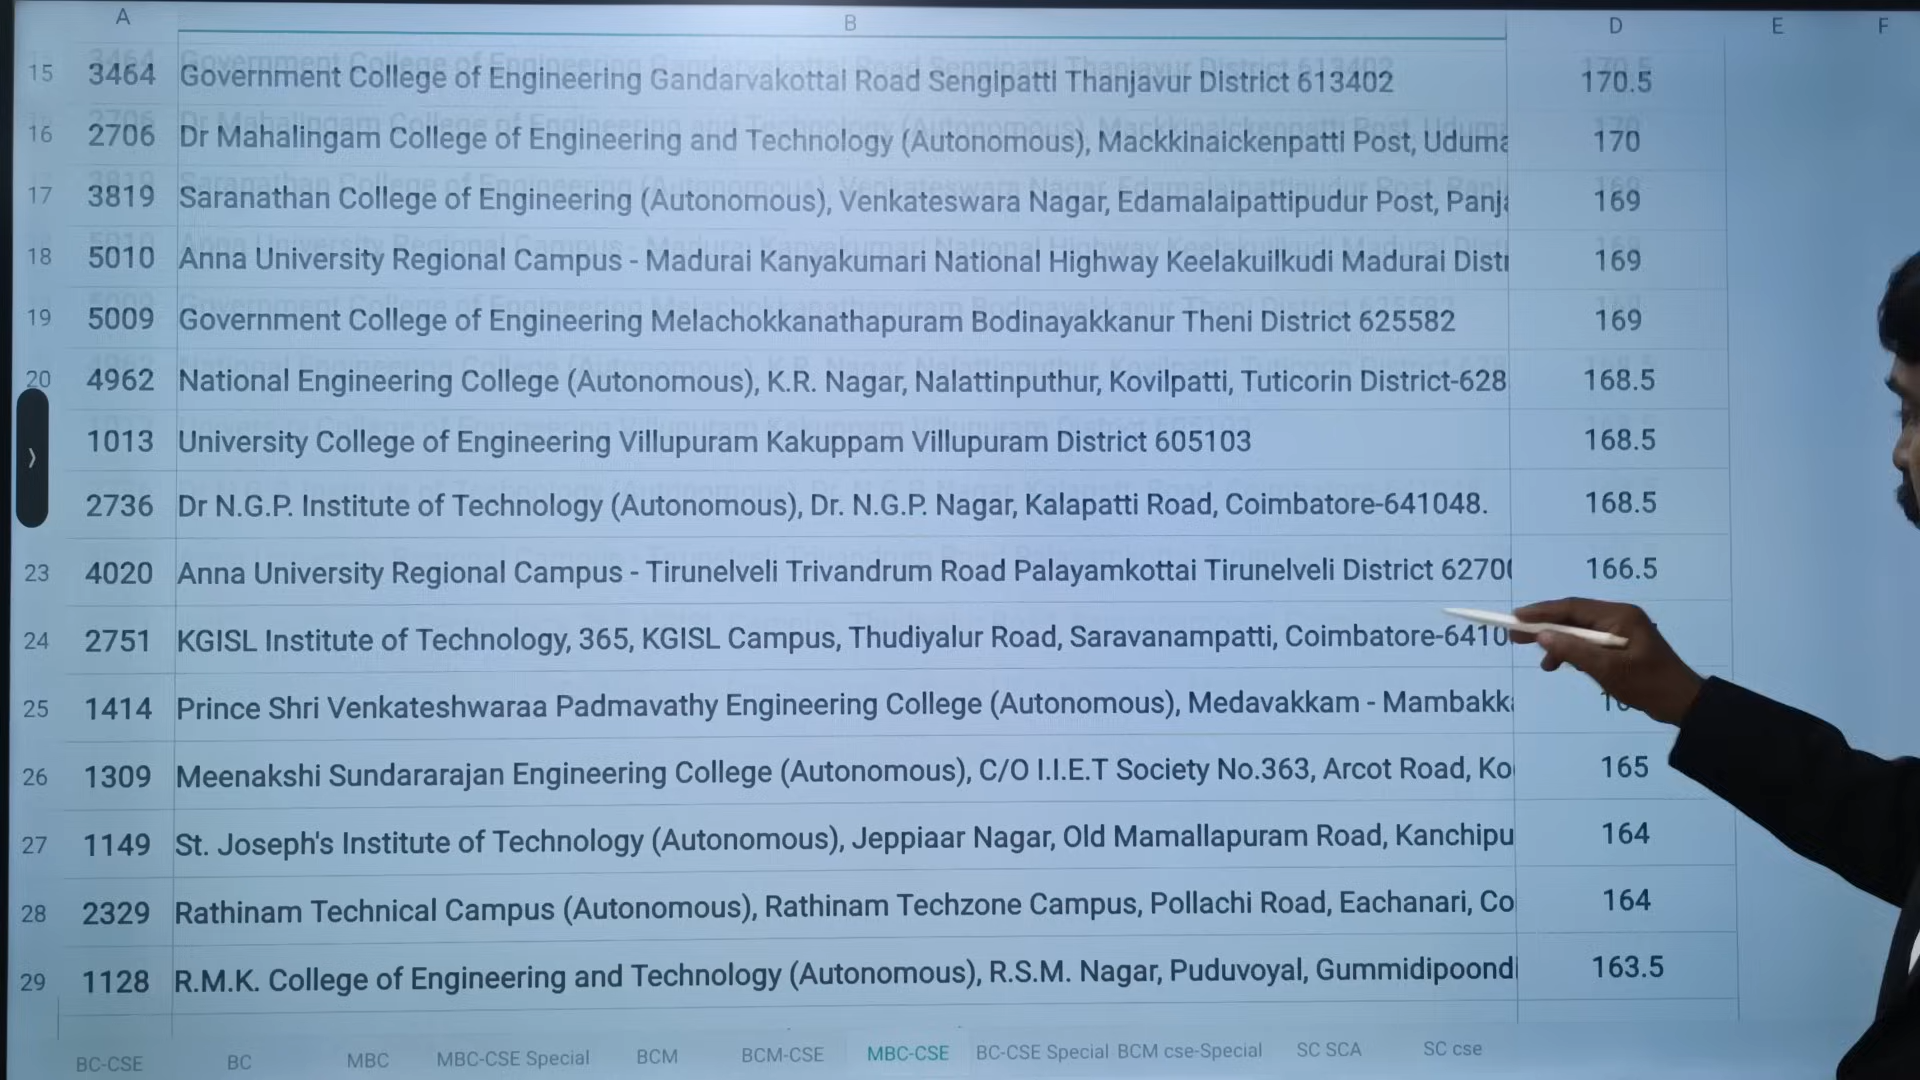 A B D E F
15 3464 Government College of Engineering Gandarvakottai Road Sengipatti Thanjavur District 613402 170.5
16 2706 Dr Mahalingam College of Engineering and Technology (Autonomous), Mackkinaickenpatti Post, Uduma 170
17 3819 Saranathan College of Engineering (Autonomous), Venkateswara Nagar, Edamalaipattipudur Post, Panja 169
18 5010 Anna University Regional Campus - Madurai Kanyakumari National Highway Keelakuilkudi Madurai Distr 169
19 5009 Government College of Engineering Melachokkanathapuram Bodinayakkanur Theni District 625582 169
20 4962 National Engineering College (Autonomous), K.R. Nagar, Nalattinputhur, Kovilpatti, Tuticorin District-628 168.5
1013 University College of Engineering Villupuram Kakuppam Villupuram District 605103 168.5
2736 Dr N.G.P. Institute of Technology (Autonomous), Dr. N.G.P. Nagar, Kalapatti Road, Coimbatore-641048. 168.5
23 4020 Anna University Regional Campus - Tirunelveli Trivandrum Road Palayamkottai Tirunelveli District 62700 166.5
24 2751 KGISL Institute of Technology, 365, KGISL Campus, Thudiyalur Road, Saravanampatti, Coimbatore-6410
25 1414 Prince Shri Venkateshwaraa Padmavathy Engineering College (Autonomous), Medavakkam - Mambakka
26 1309 Meenakshi Sundararajan Engineering College (Autonomous), C/O I.I.E.T Society No.363, Arcot Road, Ko 165
27 1149 St. Joseph's Institute of Technology (Autonomous), Jeppiaar Nagar, Old Mamallapuram Road, Kanchipu 164
28 2329 Rathinam Technical Campus (Autonomous), Rathinam Techzone Campus, Pollachi Road, Eachanari, Co 164
29 1128 R.M.K. College of Engineering and Technology (Autonomous), R.S.M. Nagar, Puduvoyal, Gummidipoondi 163.5
BC-CSE BC MBC MBC-CSE Special BCM BCM-CSE MBC-CSE BC-CSE Special BCM cse-Special SC SCA SC cse